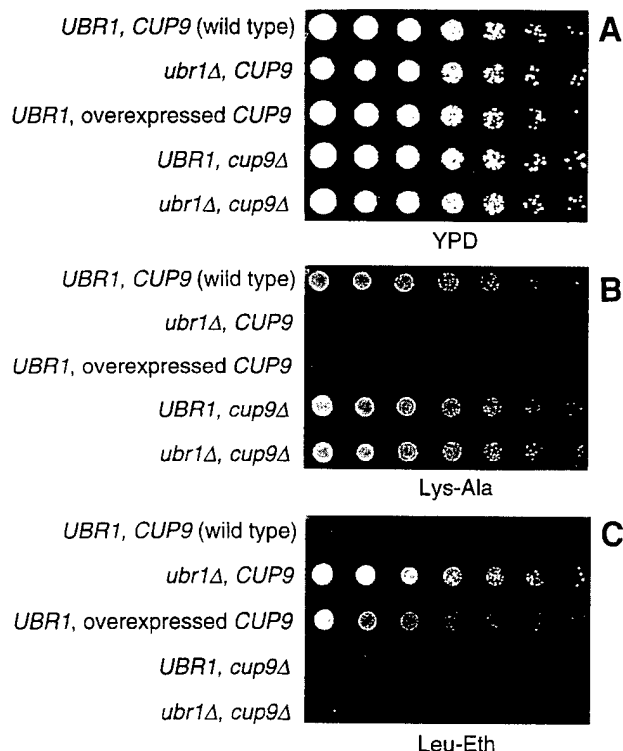 UBR1, CUP9 (wild type)
A
ubr1Δ, CUP9
UBR1, overexpressed CUP9
UBR1, cup9Δ
ubr1Δ, cup9Δ
YPD
UBR1, CUP9 (wild type)
B
ubr1Δ, CUP9
UBR1, overexpressed CUP9
UBR1, cup9Δ
ubr1Δ, cup9Δ
Lys-Ala
UBR1, CUP9 (wild type)
C
ubr1Δ, CUP9
UBR1, overexpressed CUP9
UBR1, cup9Δ
ubr1Δ, cup9Δ
Leu-Eth